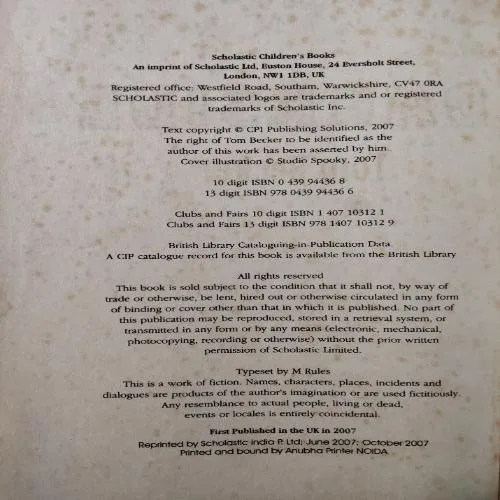 Scholastic Children's Books
An imprint of Scholastic Ltd, Euston House, 24 Eversholt Street,
London, NW1 1DB, UK
Registered office: Westfield Road, Southam, Warwickshire, CV47 0RA
SCHOLASTIC and associated logos are trademarks and or registered
trademarks of Scholastic Inc.
Text copyright © CPI Publishing Solutions, 2007
The right of Tom Becker to be identified as the
author of this work has been asserted by him.
Cover illustration © Studio Spooky, 2007
10 digit ISBN 0 439 94436 8
13 digit ISBN 978 0439 94436 6
Clubs and Fairs 10 digit ISBN 1 407 10312 1
Clubs and Fairs 13 digit ISBN 978 1407 10312 9
British Library Cataloguing-in-Publication Data
A CIP catalogue record for this book is available from the British Library
All rights reserved
This book is sold subject to the condition that it shall not, by way of
trade or otherwise, be lent, hired out or otherwise circulated in any form
of binding or cover other than that in which it is published. No part of
this publication may be reproduced, stored in a retrieval system, or
transmitted in any form or by any means (electronic, mechanical,
photocopying, recording or otherwise) without the prior written
permission of Scholastic Limited.
Typeset by M Rules
This is a work of fiction. Names, characters, places, incidents and
dialogues are products of the author's imagination or are used fictitiously.
Any resemblance to actual people, living or dead,
events or locales is entirely coincidental.
First Published in the UK in 2007
Reprinted by Scholastic India P. Ltd; June 2007; October 2007
Printed and bound by Anubha Printer NOIDA